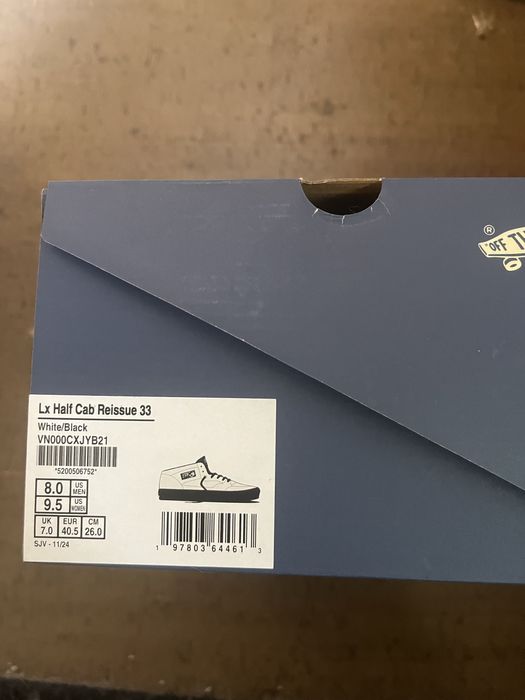 ®
"OFF
Lx Half Cab Reissue 33
White/Black
VN000CXJYB21
*5200506752*
8.0 US MEN
9.5 US WOMEN
UK EUR CM
7.0 40.5 26.0
SJV - 11/24
1 97803 64461 3